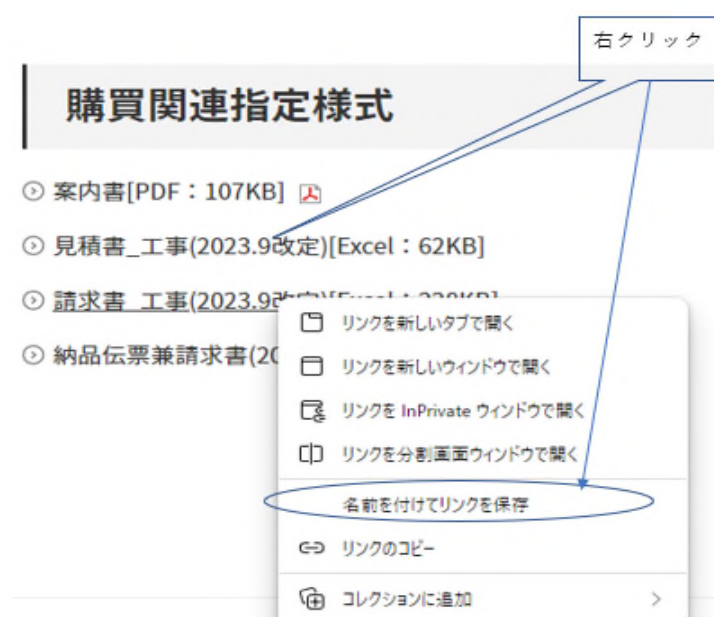 右クリック
購買関連指定様式
案内書[PDF：107KB]
見積書_工事(2023.9改定)[Excel：62KB]
請求書_工事(2023.9改定)[Excel：228KB]
納品伝票兼請求書(20
リンクを新しいタブで開く
リンクを新しいウィンドウで開く
リンクを InPrivate ウィンドウで開く
リンクを分割画面ウィンドウで開く
名前を付けてリンクを保存
リンクのコピー
コレクションに追加